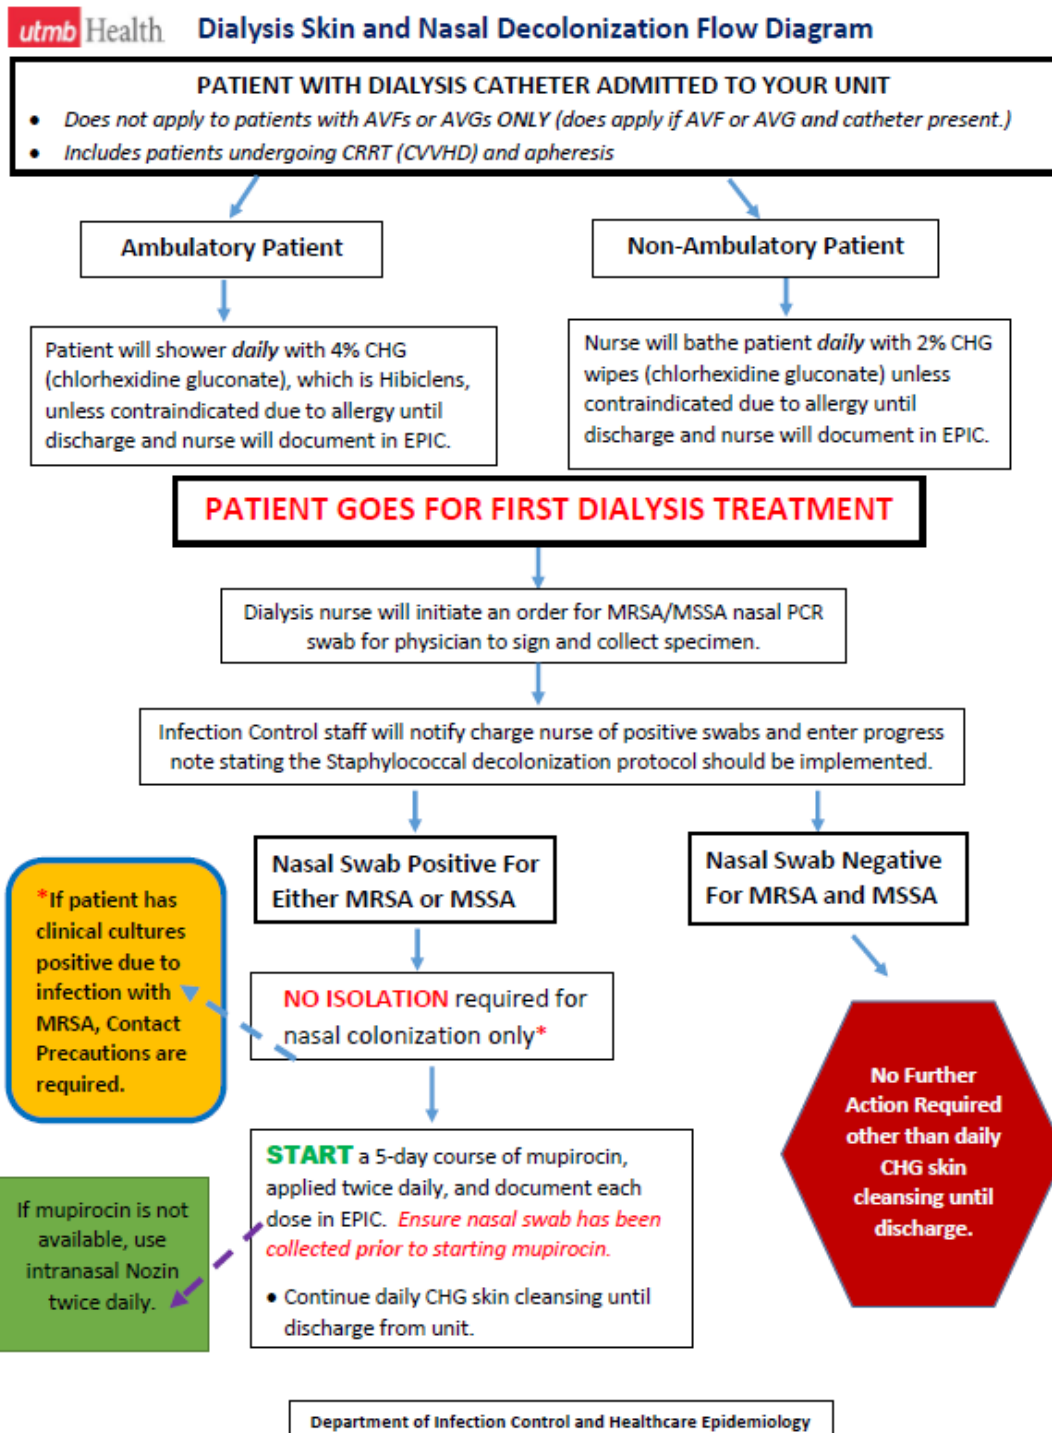 utmb Health Dialysis Skin and Nasal Decolonization Flow Diagram
PATIENT WITH DIALYSIS CATHETER ADMITTED TO YOUR UNIT
• Does not apply to patients with AVFs or AVGs ONLY (does apply if AVF or AVG and catheter present.)
• Includes patients undergoing CRRT (CVVHD) and apheresis
Ambulatory Patient
Patient will shower daily with 4% CHG
(chlorhexidine gluconate), which is Hibiclens,
unless contraindicated due to allergy until
discharge and nurse will document in EPIC.
Non-Ambulatory Patient
Nurse will bathe patient daily with 2% CHG
wipes (chlorhexidine gluconate) unless
contraindicated due to allergy until
discharge and nurse will document in EPIC.
PATIENT GOES FOR FIRST DIALYSIS TREATMENT
Dialysis nurse will initiate an order for MRSA/MSSA nasal PCR
swab for physician to sign and collect specimen.
Infection Control staff will notify charge nurse of positive swabs and enter progress
note stating the Staphylococcal decolonization protocol should be implemented.
Nasal Swab Positive For
Either MRSA or MSSA
Nasal Swab Negative
For MRSA and MSSA
*If patient has
clinical cultures
positive due to
infection with
MRSA, Contact
Precautions are
required.
NO ISOLATION required for
nasal colonization only*
No Further
Action Required
other than daily
CHG skin
cleansing until
discharge.
START a 5-day course of mupirocin,
applied twice daily, and document each
dose in EPIC. Ensure nasal swab has been
collected prior to starting mupirocin.
• Continue daily CHG skin cleansing until
discharge from unit.
If mupirocin is not
available, use
intranasal Nozin
twice daily.
Department of Infection Control and Healthcare Epidemiology